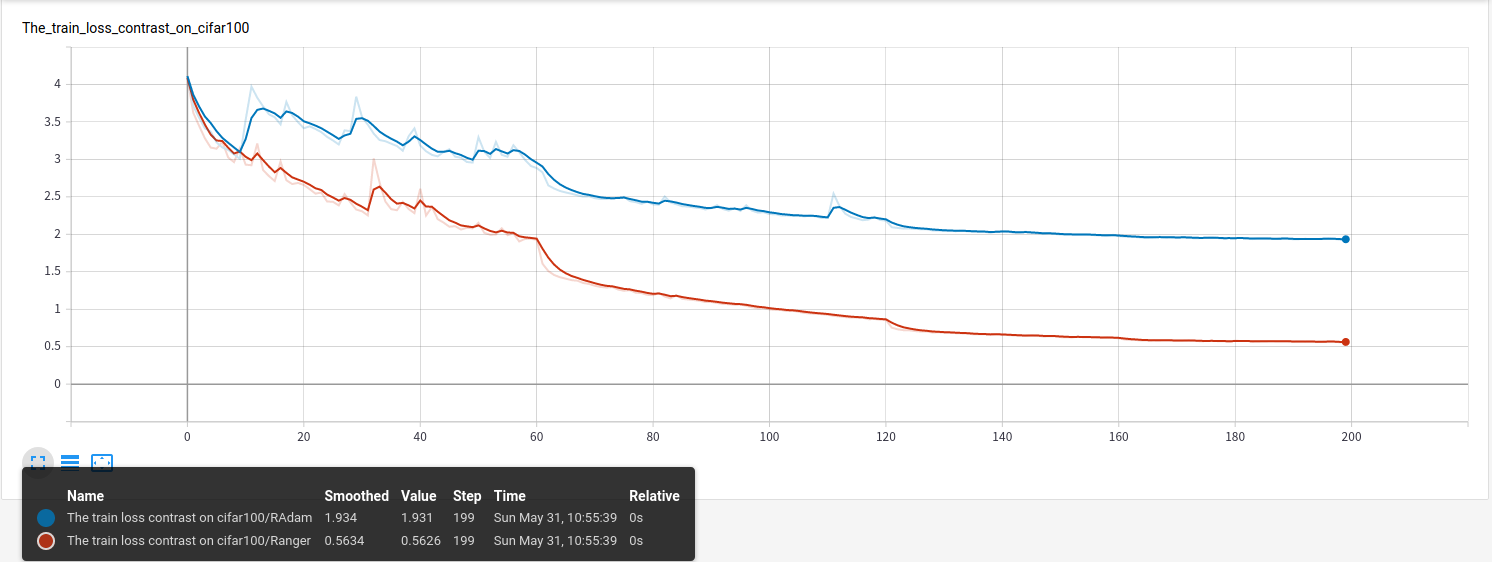 The_train_loss_contrast_on_cifar100
4
3.5
3
2.5
2
1.5
1
0.5
0
0 20 40 60 80 100 120 140 160 180 200
Name Smoothed Value Step Time Relative
The train loss contrast on cifar100/RAdam 1.934 1.931 199 Sun May 31, 10:55:39 0s
The train loss contrast on cifar100/Ranger 0.5634 0.5626 199 Sun May 31, 10:55:39 0s